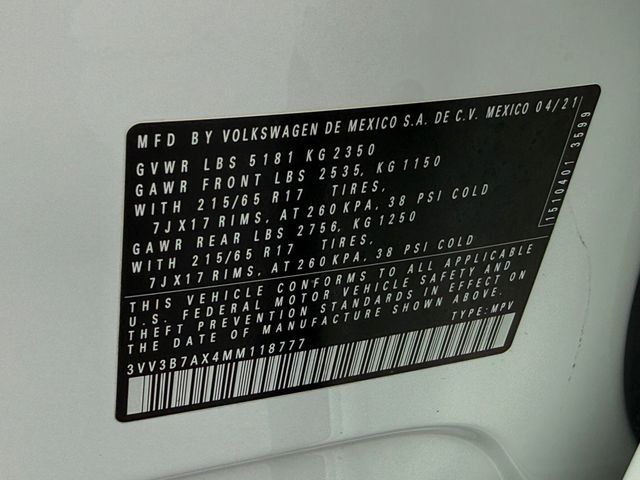 MFD BY VOLKSWAGEN DE MEXICO S.A. DE C.V. MEXICO 04/21
GVWR LBS 5181 KG 2350
GAWR FRONT LBS 2535, KG 1150
WITH 215/65 R17 TIRES,
7JX17 RIMS, AT 260 KPA, 38 PSI COLD
GAWR REAR LBS 2756, KG 1250
WITH 215/65 R17 TIRES,
7JX17 RIMS, AT 260 KPA, 38 PSI COLD
THIS VEHICLE CONFORMS TO ALL APPLICABLE
U.S. FEDERAL MOTOR VEHICLE SAFETY AND
THEFT PREVENTION STANDARDS IN EFFECT ON
THE DATE OF MANUFACTURE SHOWN ABOVE.
3VV3B7AX4MM118777 TYPE: MPV
1510401 3599